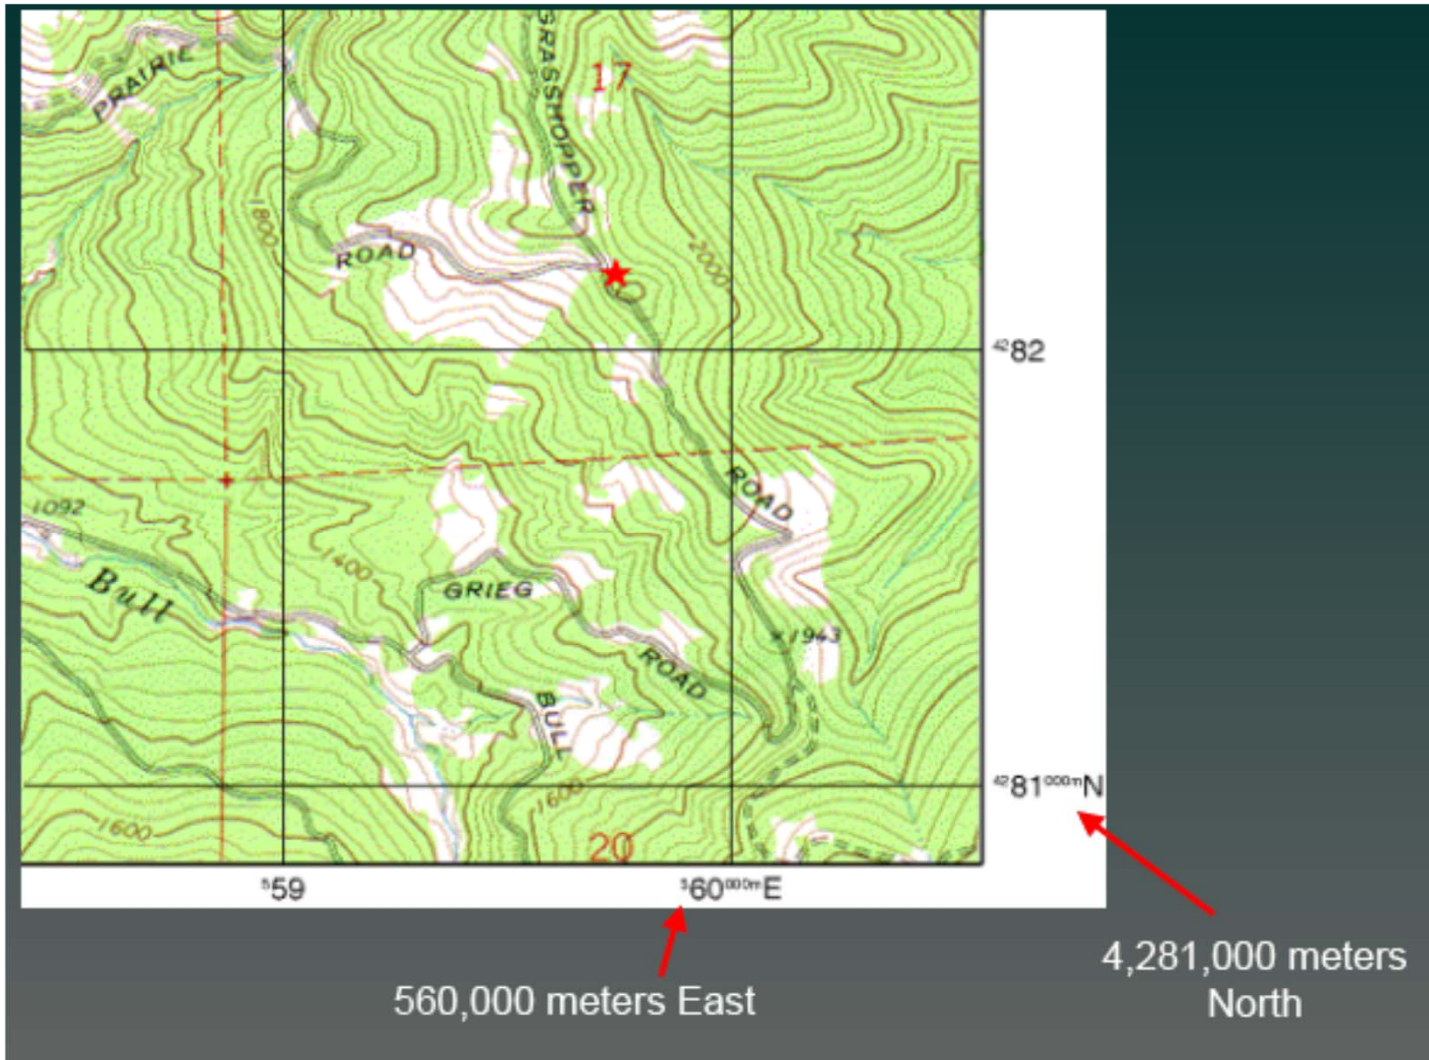 GRASSHOPPER
17
PRAIRIE
1800
2000
ROAD
⁴²82
ROAD
1092
1400
Bull
GRIEG
1943
ROAD
BULL
⁴²81⁰⁰⁰ᵐN
1600
1600
20
⁵59
⁵60⁰⁰⁰ᵐE
560,000 meters East
4,281,000 meters
North